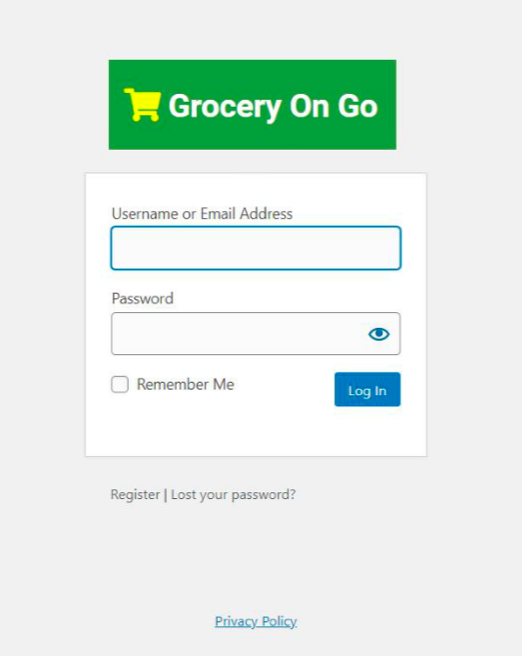 Grocery On Go
Username or Email Address
Password
Remember Me
Log In
Register | Lost your password?
Privacy Policy